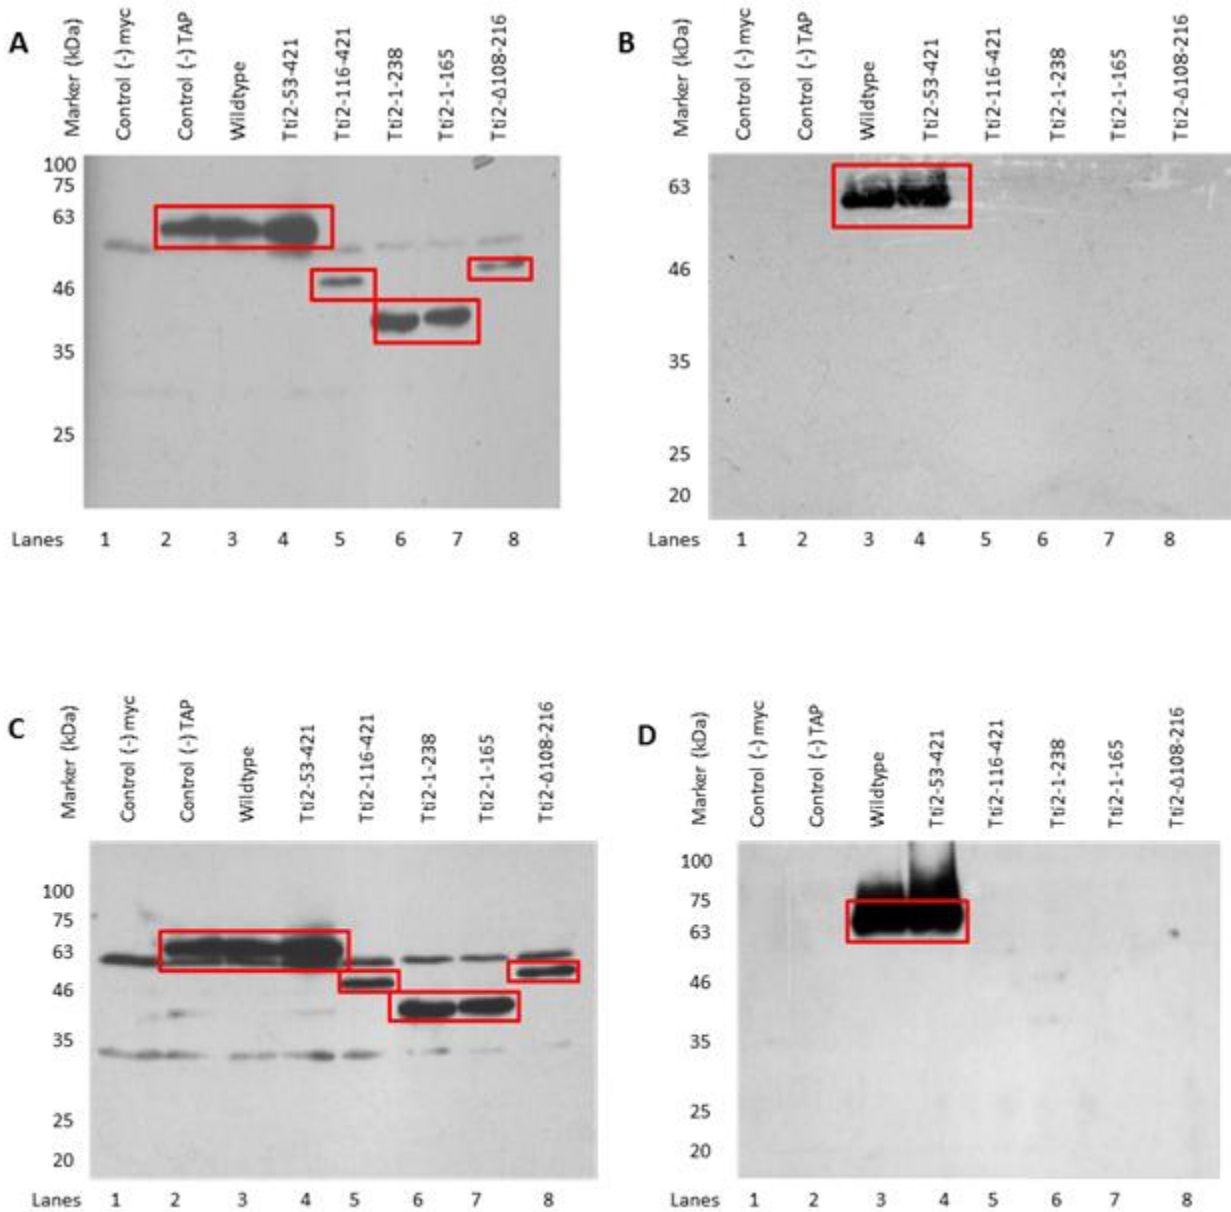 A
Marker (kDa)
Control (-) myc
Control (-) TAP
Wildtype
Tti2-53-421
Tti2-116-421
Tti2-1-238
Tti2-1-165
Tti2-Δ108-216
100
75
63
46
35
25
Lanes 1 2 3 4 5 6 7 8
B
Marker (kDa)
Control (-) myc
Control (-) TAP
Wildtype
Tti2-53-421
Tti2-116-421
Tti2-1-238
Tti2-1-165
Tti2-Δ108-216
63
46
35
25
20
Lanes 1 2 3 4 5 6 7 8
C
Marker (kDa)
Control (-) myc
Control (-) TAP
Wildtype
Tti2-53-421
Tti2-116-421
Tti2-1-238
Tti2-1-165
Tti2-Δ108-216
100
75
63
46
35
25
20
Lanes 1 2 3 4 5 6 7 8
D
Marker (kDa)
Control (-) myc
Control (-) TAP
Wildtype
Tti2-53-421
Tti2-116-421
Tti2-1-238
Tti2-1-165
Tti2-Δ108-216
100
75
63
46
35
25
20
Lanes 1 2 3 4 5 6 7 8